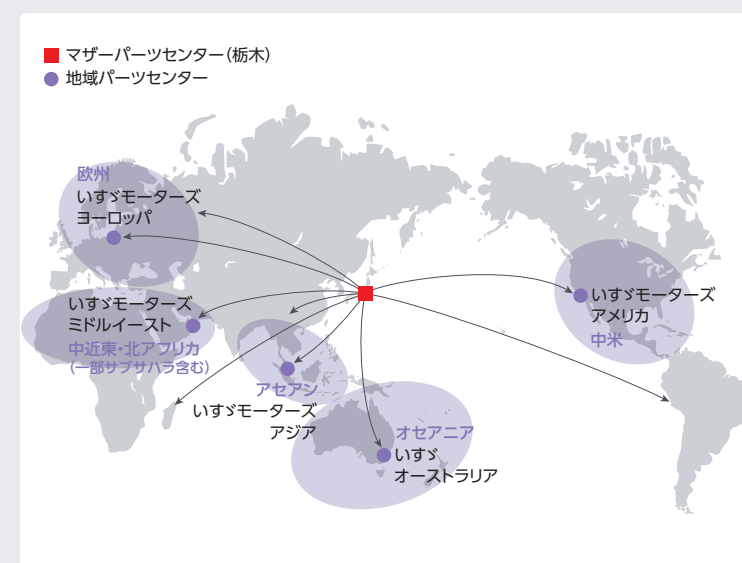 マザーパーツセンター（栃木）
地域パーツセンター
欧州
いすゞモーターズ
ヨーロッパ
いすゞモーターズ
ミドルイースト
中近東・北アフリカ
（一部サブサハラ含む）
アセアン
いすゞモーターズ
アジア
オセアニア
いすゞ
オーストラリア
いすゞモーターズ
アメリカ
中米